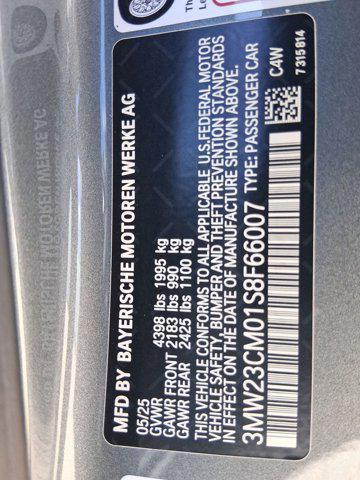 MFD BY BAYERISCHE MOTOREN WERKE AG
05/25
GVWR 4398 lbs 1995 kg
GAWR FRONT 2183 lbs 990 kg
GAWR REAR 2425 lbs 1100 kg
THIS VEHICLE CONFORMS TO ALL APPLICABLE U.S.FEDERAL MOTOR
VEHICLE SAFETY, BUMPER AND THEFT PREVENTION STANDARDS
IN EFFECT ON THE DATE OF MANUFACTURE SHOWN ABOVE.
3MW23CM01S8F66007 TYPE: PASSENGER CAR
C4W
7315814